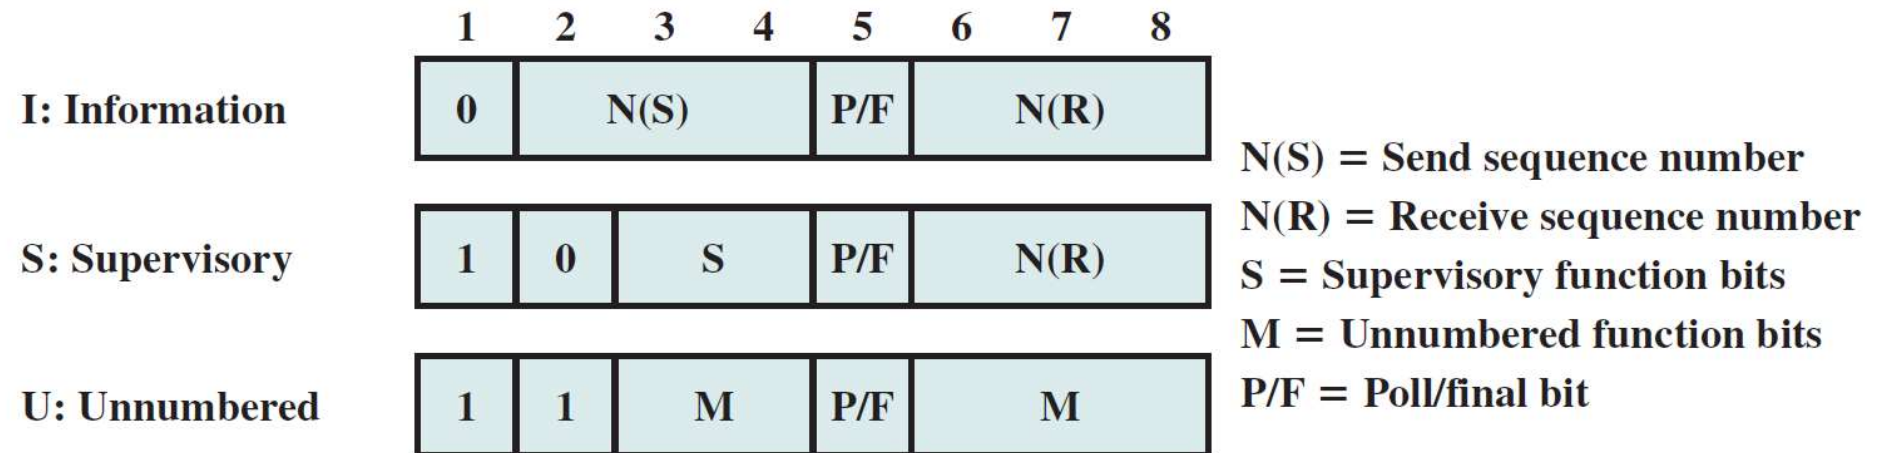 1 2 3 4 5 6 7 8
I: Information 0 N(S) P/F N(R)
S: Supervisory 1 0 S P/F N(R)
U: Unnumbered 1 1 M P/F M
N(S) = Send sequence number
N(R) = Receive sequence number
S = Supervisory function bits
M = Unnumbered function bits
P/F = Poll/final bit